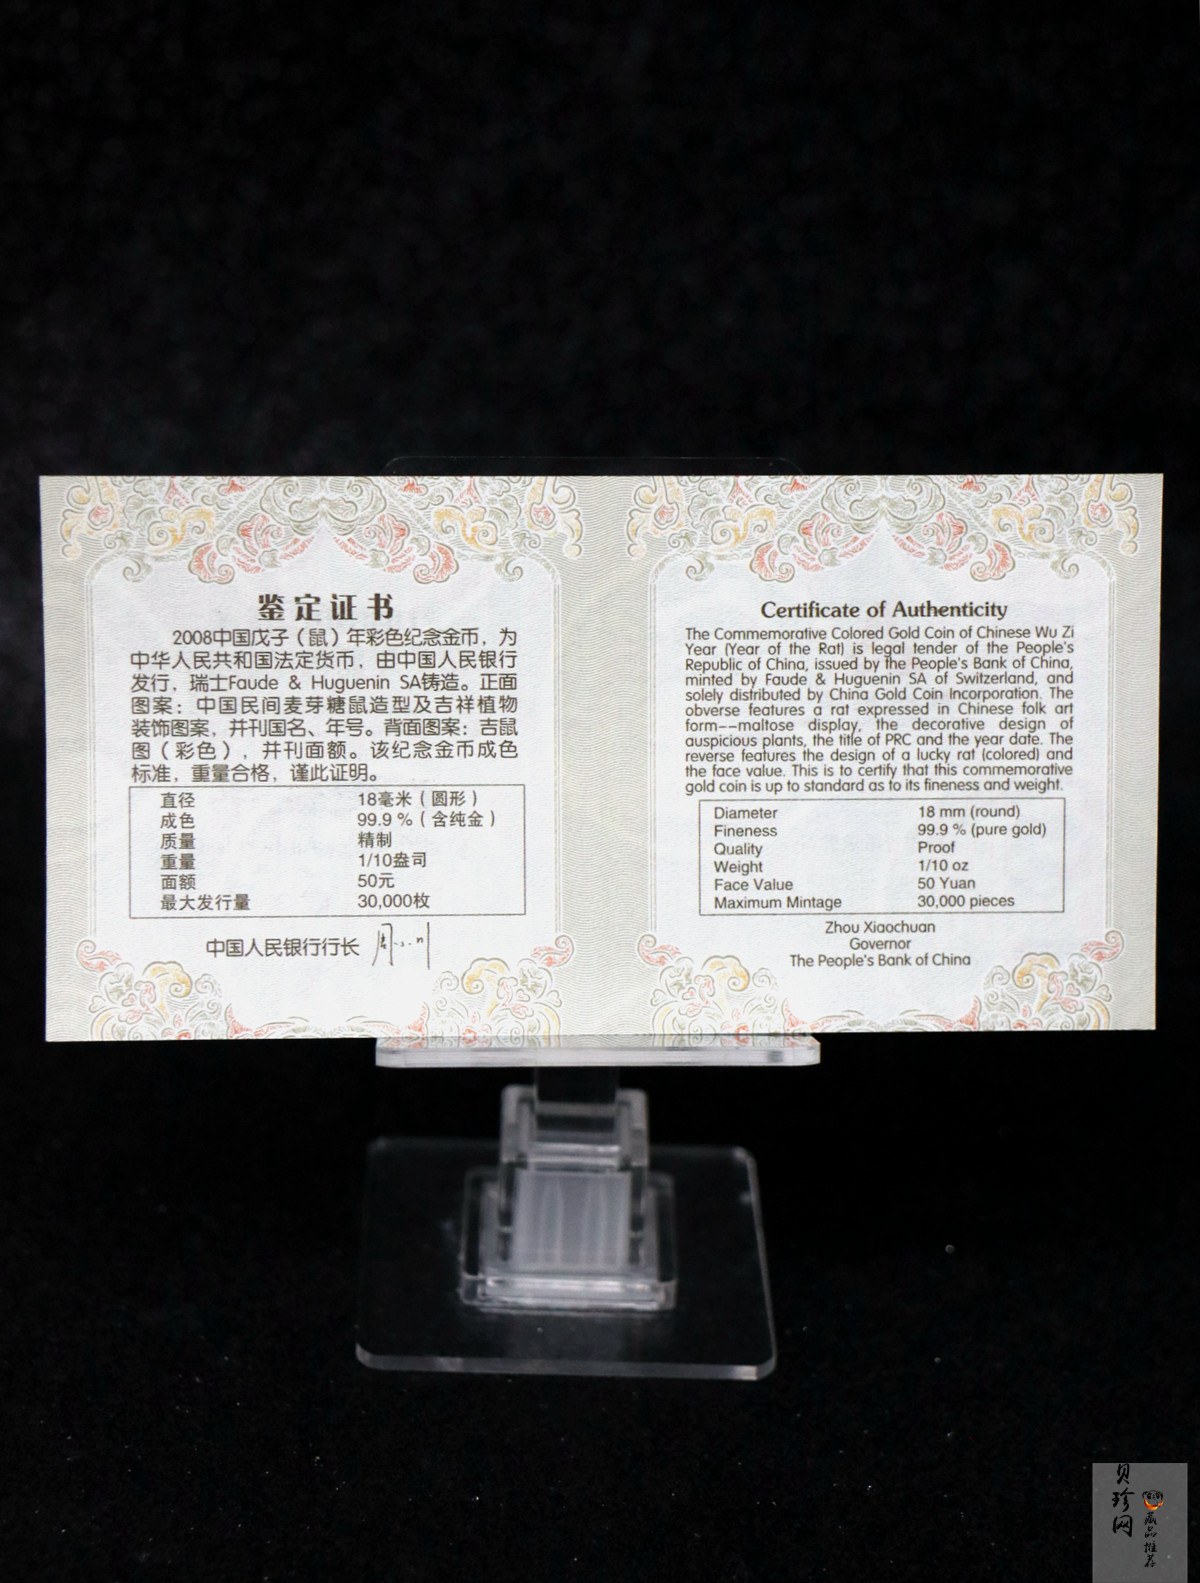 鉴定证书
2008中国戊子（鼠）年彩色纪念金币，为
中华人民共和国法定货币，由中国人民银行
发行，瑞士Faude & Huguenin SA铸造。正面
图案：中国民间麦芽糖鼠造型及吉祥植物
装饰图案，并刊国名、年号。背面图案：吉鼠
图（彩色），并刊面额。该纪念金币成色
标准，重量合格，谨此证明。
直径 18毫米（圆形）
成色 99.9 %（含纯金）
质量 精制
重量 1/10盎司
面额 50元
最大发行量 30,000枚
中国人民银行行长
Certificate of Authenticity
The Commemorative Colored Gold Coin of Chinese Wu Zi
Year (Year of the Rat) is legal tender of the People's
Republic of China, issued by the People's Bank of China,
minted by Faude & Huguenin SA of Switzerland, and
solely distributed by China Gold Coin Incorporation. The
obverse features a rat expressed in Chinese folk art
form--maltose display, the decorative design of
auspicious plants, the title of PRC and the year date. The
reverse features the design of a lucky rat (colored) and
the face value. This is to certify that this commemorative
gold coin is up to standard as to its fineness and weight.
Diameter 18 mm (round)
Fineness 99.9 % (pure gold)
Quality Proof
Weight 1/10 oz
Face Value 50 Yuan
Maximum Mintage 30,000 pieces
Zhou Xiaochuan
Governor
The People's Bank of China
贝珍网
藏品推荐